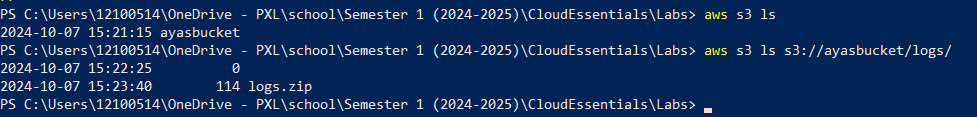 PS C:\Users\12100514\OneDrive - PXL\school\Semester 1 (2024-2025)\CloudEssentials\Labs> aws s3 ls
2024-10-07 15:21:15 ayasbucket
PS C:\Users\12100514\OneDrive - PXL\school\Semester 1 (2024-2025)\CloudEssentials\Labs> aws s3 ls s3://ayasbucket/logs/
2024-10-07 15:22:25          0
2024-10-07 15:23:40        114 logs.zip
PS C:\Users\12100514\OneDrive - PXL\school\Semester 1 (2024-2025)\CloudEssentials\Labs>